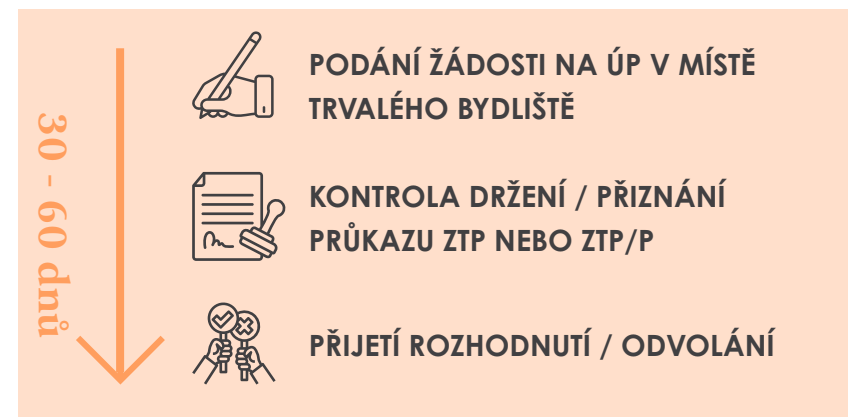 30 - 60 dnů
PODÁNÍ ŽÁDOSTI NA ÚP V MÍSTĚ
TRVALÉHO BYDLIŠTĚ
KONTROLA DRŽENÍ / PŘIZNÁNÍ
PRŮKAZU ZTP NEBO ZTP/P
PŘIJETÍ ROZHODNUTÍ / ODVOLÁNÍ